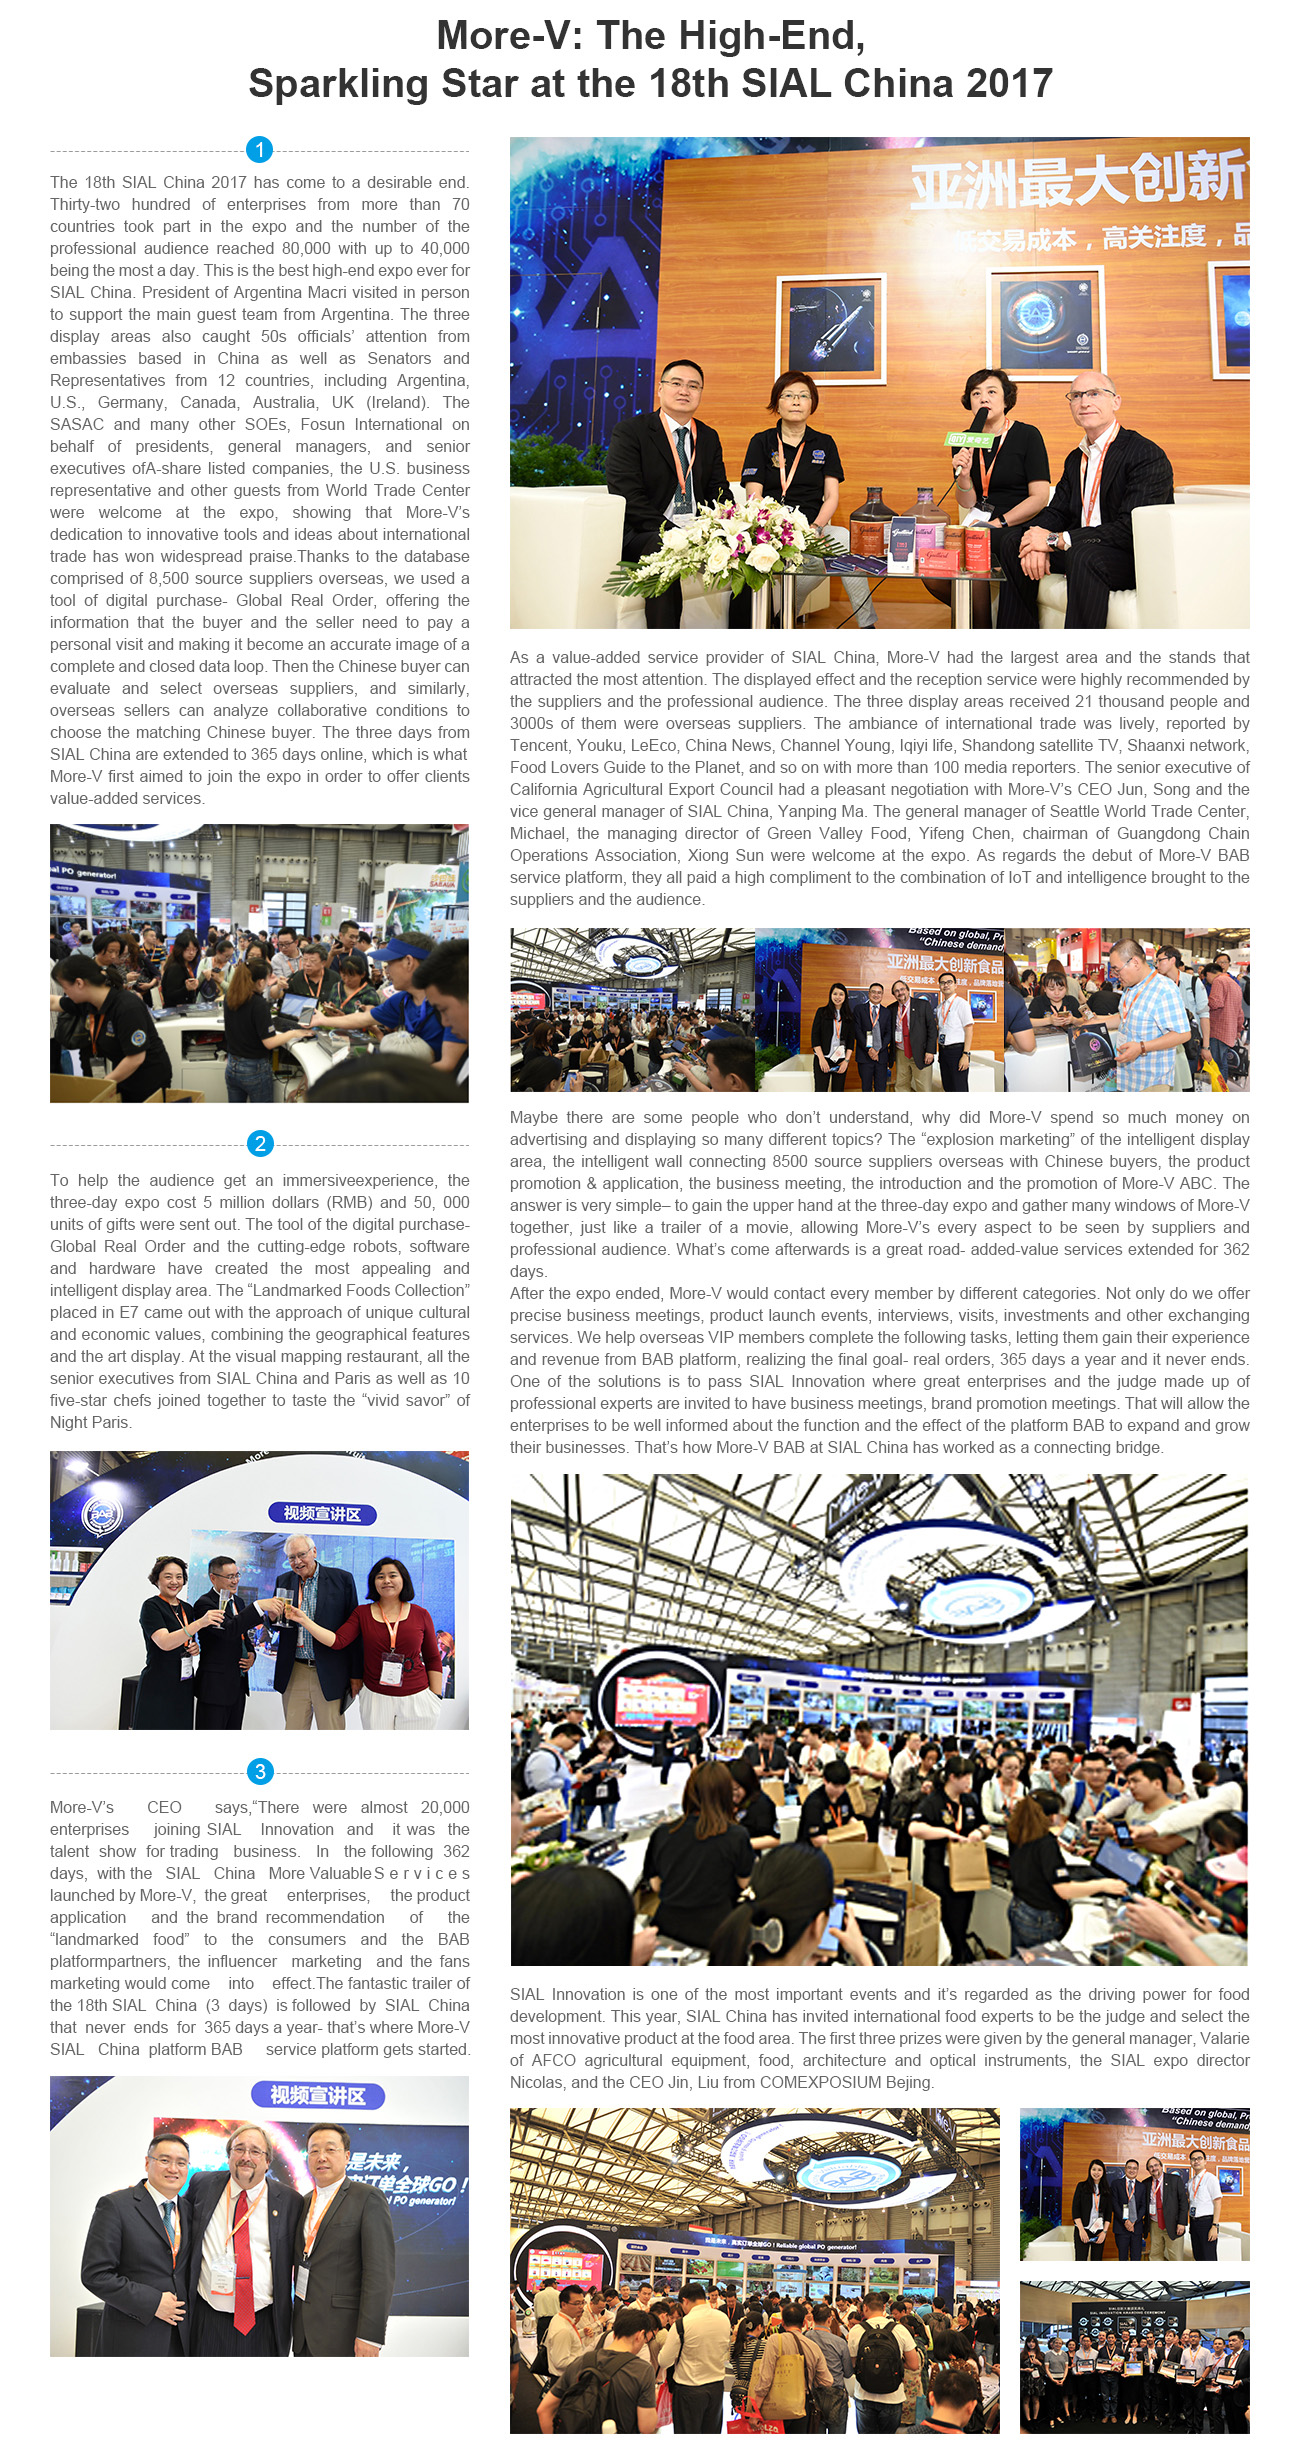 More-V: The High-End,
Sparkling Star at the 18th SIAL China 2017
1
The 18th SIAL China 2017 has come to a desirable end.
Thirty-two hundred of enterprises from more than 70
countries took part in the expo and the number of the
professional audience reached 80,000 with up to 40,000
being the most a day. This is the best high-end expo ever for
SIAL China. President of Argentina Macri visited in person
to support the main guest team from Argentina. The three
display areas also caught 50s officials’ attention from
embassies based in China as well as Senators and
Representatives from 12 countries, including Argentina,
U.S., Germany, Canada, Australia, UK (Ireland). The
SASAC and many other SOEs, Fosun International on
behalf of presidents, general managers, and senior
executives ofA-share listed companies, the U.S. business
representative and other guests from World Trade Center
were welcome at the expo, showing that More-V’s
dedication to innovative tools and ideas about international
trade has won widespread praise.Thanks to the database
comprised of 8,500 source suppliers overseas, we used a
tool of digital purchase- Global Real Order, offering the
information that the buyer and the seller need to pay a
personal visit and making it become an accurate image of a
complete and closed data loop. Then the Chinese buyer can
evaluate and select overseas suppliers, and similarly,
overseas sellers can analyze collaborative conditions to
choose the matching Chinese buyer. The three days from
SIAL China are extended to 365 days online, which is what
More-V first aimed to join the expo in order to offer clients
value-added services.
bal PO generator!
SABAVA
2
To help the audience get an immersiveexperience, the
three-day expo cost 5 million dollars (RMB) and 50, 000
units of gifts were sent out. The tool of the digital purchase-
Global Real Order and the cutting-edge robots, software
and hardware have created the most appealing and
intelligent display area. The “Landmarked Foods Collection”
placed in E7 came out with the approach of unique cultural
and economic values, combining the geographical features
and the art display. At the visual mapping restaurant, all the
senior executives from SIAL China and Paris as well as 10
five-star chefs joined together to taste the “vivid savor” of
Night Paris.
视频宣讲区
3
More-V’s CEO says,“There were almost 20,000
enterprises joining SIAL Innovation and it was the
talent show for trading business. In the following 362
days, with the SIAL China More Valuable S e r v i c e s
launched by More-V, the great enterprises, the product
application and the brand recommendation of the
“landmarked food” to the consumers and the BAB
platformpartners, the influencer marketing and the fans
marketing would come into effect.The fantastic trailer of
the 18th SIAL China (3 days) is followed by SIAL China
that never ends for 365 days a year- that’s where More-V
SIAL China platform BAB service platform gets started.
视频宣讲区
是未来，
实订单全球GO！
al PO generator!
亚洲最大创新食
低交易成本，高关注度，品
BAB
QIY 爱奇艺
Guittard
As a value-added service provider of SIAL China, More-V had the largest area and the stands that
attracted the most attention. The displayed effect and the reception service were highly recommended by
the suppliers and the professional audience. The three display areas received 21 thousand people and
3000s of them were overseas suppliers. The ambiance of international trade was lively, reported by
Tencent, Youku, LeEco, China News, Channel Young, Iqiyi life, Shandong satellite TV, Shaanxi network,
Food Lovers Guide to the Planet, and so on with more than 100 media reporters. The senior executive of
California Agricultural Export Council had a pleasant negotiation with More-V’s CEO Jun, Song and the
vice general manager of SIAL China, Yanping Ma. The general manager of Seattle World Trade Center,
Michael, the managing director of Green Valley Food, Yifeng Chen, chairman of Guangdong Chain
Operations Association, Xiong Sun were welcome at the expo. As regards the debut of More-V BAB
service platform, they all paid a high compliment to the combination of IoT and intelligence brought to the
suppliers and the audience.
Based on global, Pr
“Chinese demand,
亚洲最大创新食品
Maybe there are some people who don’t understand, why did More-V spend so much money on
advertising and displaying so many different topics? The “explosion marketing” of the intelligent display
area, the intelligent wall connecting 8500 source suppliers overseas with Chinese buyers, the product
promotion & application, the business meeting, the introduction and the promotion of More-V ABC. The
answer is very simple– to gain the upper hand at the three-day expo and gather many windows of More-V
together, just like a trailer of a movie, allowing More-V’s every aspect to be seen by suppliers and
professional audience. What’s come afterwards is a great road- added-value services extended for 362
days.
After the expo ended, More-V would contact every member by different categories. Not only do we offer
precise business meetings, product launch events, interviews, visits, investments and other exchanging
services. We help overseas VIP members complete the following tasks, letting them gain their experience
and revenue from BAB platform, realizing the final goal- real orders, 365 days a year and it never ends.
One of the solutions is to pass SIAL Innovation where great enterprises and the judge made up of
professional experts are invited to have business meetings, brand promotion meetings. That will allow the
enterprises to be well informed about the function and the effect of the platform BAB to expand and grow
their businesses. That’s how More-V BAB at SIAL China has worked as a connecting bridge.
SIAL Innovation is one of the most important events and it’s regarded as the driving power for food
development. This year, SIAL China has invited international food experts to be the judge and select the
most innovative product at the food area. The first three prizes were given by the general manager, Valarie
of AFCO agricultural equipment, food, architecture and optical instruments, the SIAL expo director
Nicolas, and the CEO Jin, Liu from COMEXPOSIUM Bejing.
我是未来，真实订单全球GO！Reliable global PO generator!
Based on global, Pr
“Chinese demand,
亚洲最大创新食品
SIAL INNOVATION AWARDING CEREMONY